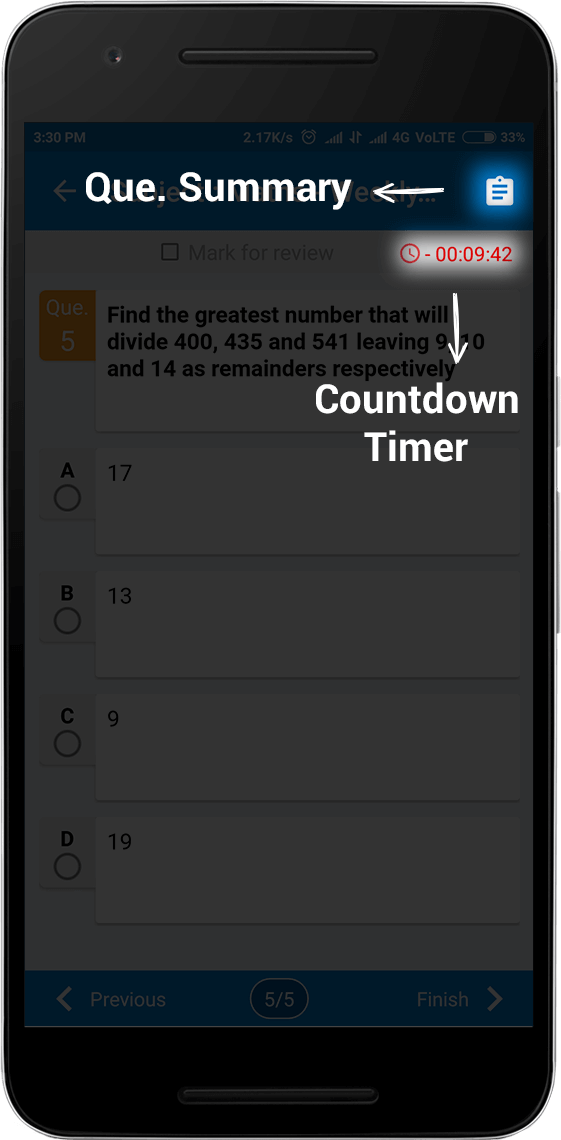 3:30 PM 2.17K/s 4G VoLTE 33%
Que. Summary
Mark for review - 00:09:42
Que. 5
Find the greatest number that will
divide 400, 435 and 541 leaving 9, 10
and 14 as remainders respectively
Countdown
Timer
A 17
B 13
C 9
D 19
Previous 5/5 Finish